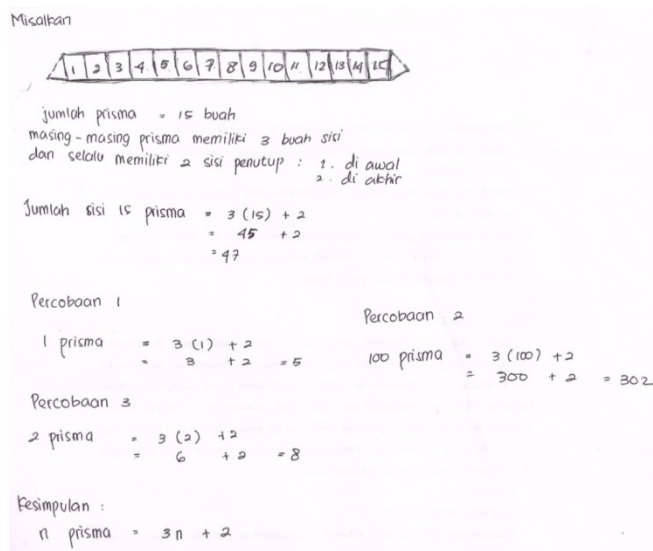 Misalkan
1 2 3 4 5 6 7 8 9 10 11 12 13 14 15
jumlah prisma = 15 buah
masing-masing prisma memiliki 3 buah sisi
dan selalu memiliki 2 sisi penutup : 1. di awal
2. di akhir
Jumlah sisi 15 prisma = 3 (15) + 2
= 45 + 2
= 47
Percobaan 1
1 prisma = 3 (1) + 2
= 3 + 2 = 5
Percobaan 2
100 prisma = 3 (100) + 2
= 300 + 2 = 302
Percobaan 3
2 prisma = 3 (2) + 2
= 6 + 2 = 8
Kesimpulan :
n prisma = 3n + 2